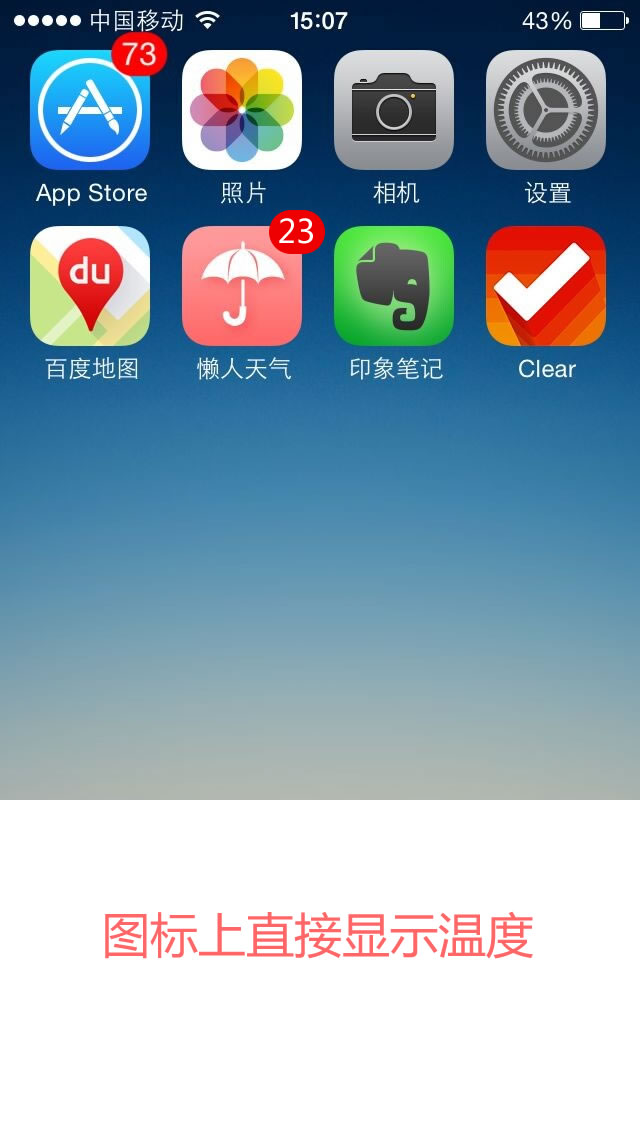 中国移动 15:07 43%
73
App Store 照片 相机 设置
du 23
百度地图 懒人天气 印象笔记 Clear
图标上直接显示温度